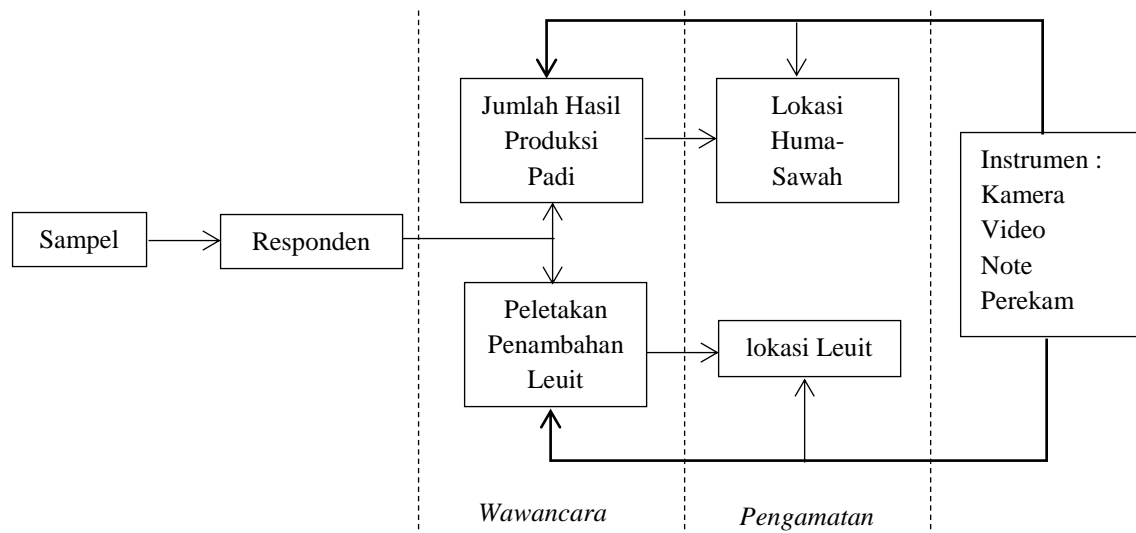 Sampel
Responden
Jumlah Hasil
Produksi
Padi
Peletakan
Penambahan
Leuit
Wawancara
Lokasi
Huma-
Sawah
lokasi Leuit
Pengamatan
Instrumen :
Kamera
Video
Note
Perekam